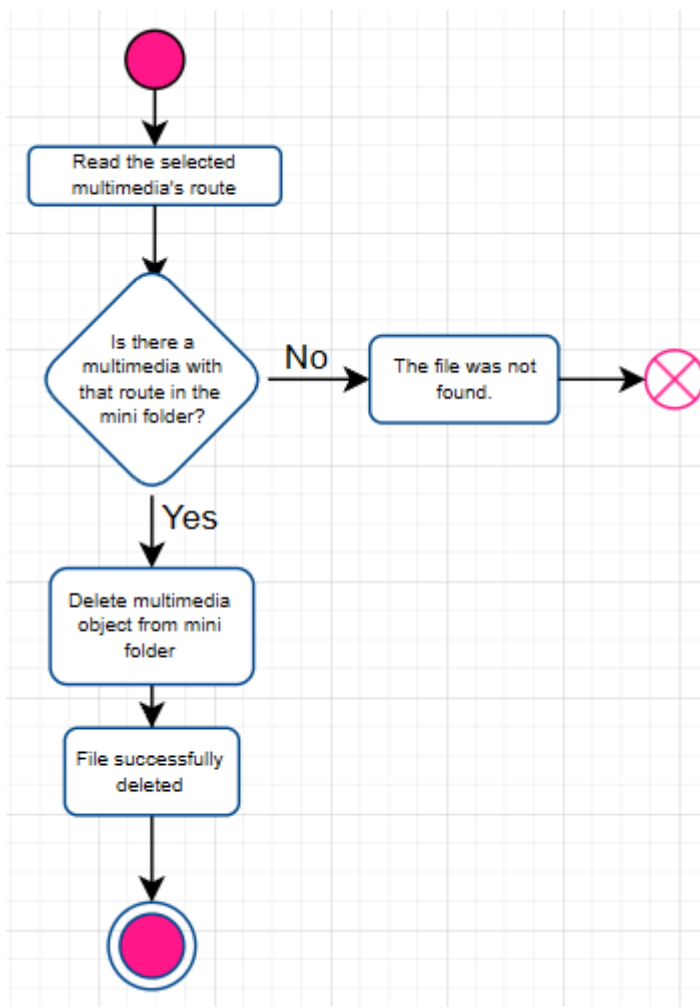 Read the selected
multimedia's route
Is there a
multimedia with
that route in the
mini folder?
No
The file was not
found.
Yes
Delete multimedia
object from mini
folder
File successfully
deleted